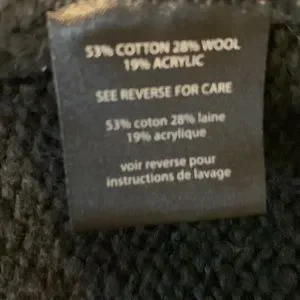 53% COTTON 28% WOOL
19% ACRYLIC
SEE REVERSE FOR CARE
53% coton 28% laine
19% acrylique
voir reverse pour
instructions de lavage